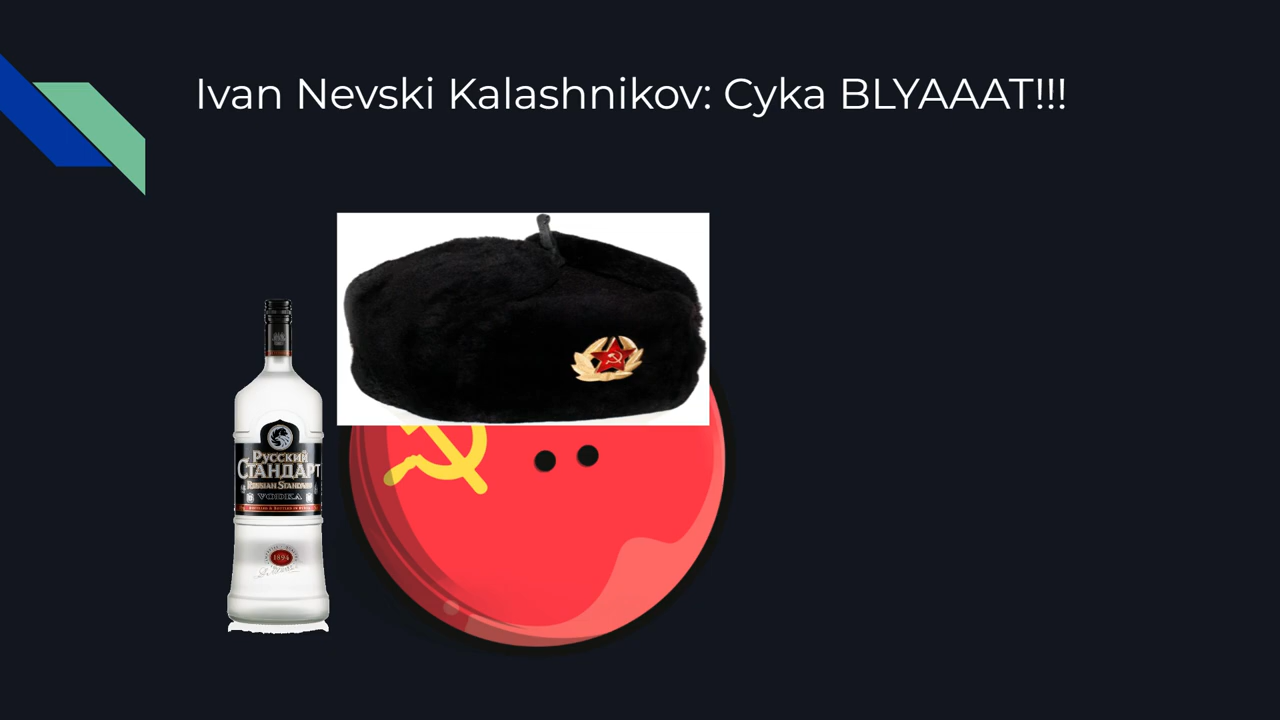 Ivan Nevski Kalashnikov: Cyka BLYAAAT!!!
Русский
Стандарт
Russian Standard
VODKA
1894